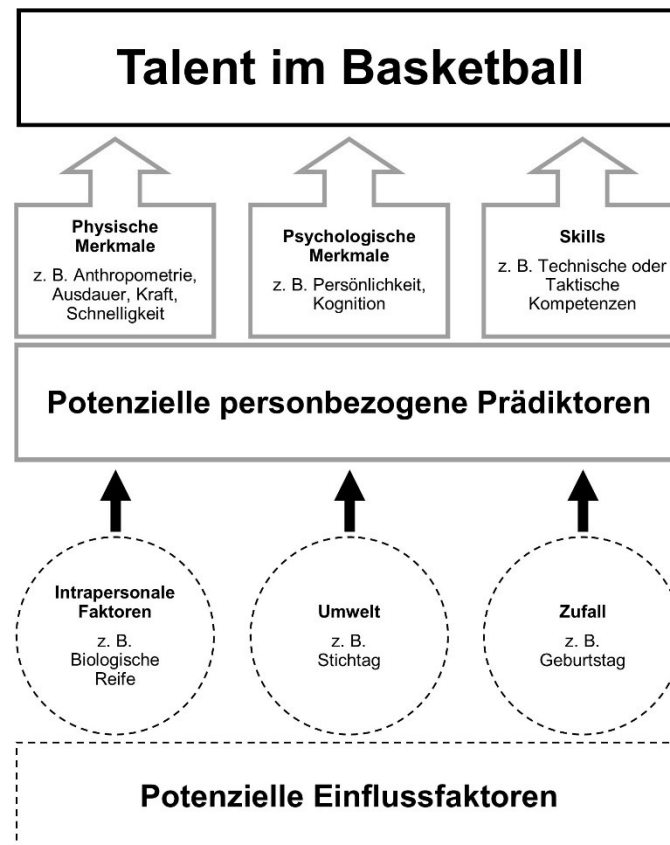 Talent im Basketball
Physische
Merkmale
z. B. Anthropometrie,
Ausdauer, Kraft,
Schnelligkeit
Psychologische
Merkmale
z. B. Persönlichkeit,
Kognition
Skills
z. B. Technische oder
Taktische
Kompetenzen
Potenzielle personbezogene Prädiktoren
Intrapersonale
Faktoren
z. B.
Biologische
Reife
Umwelt
z. B.
Stichtag
Zufall
z. B.
Geburtstag
Potenzielle Einflussfaktoren